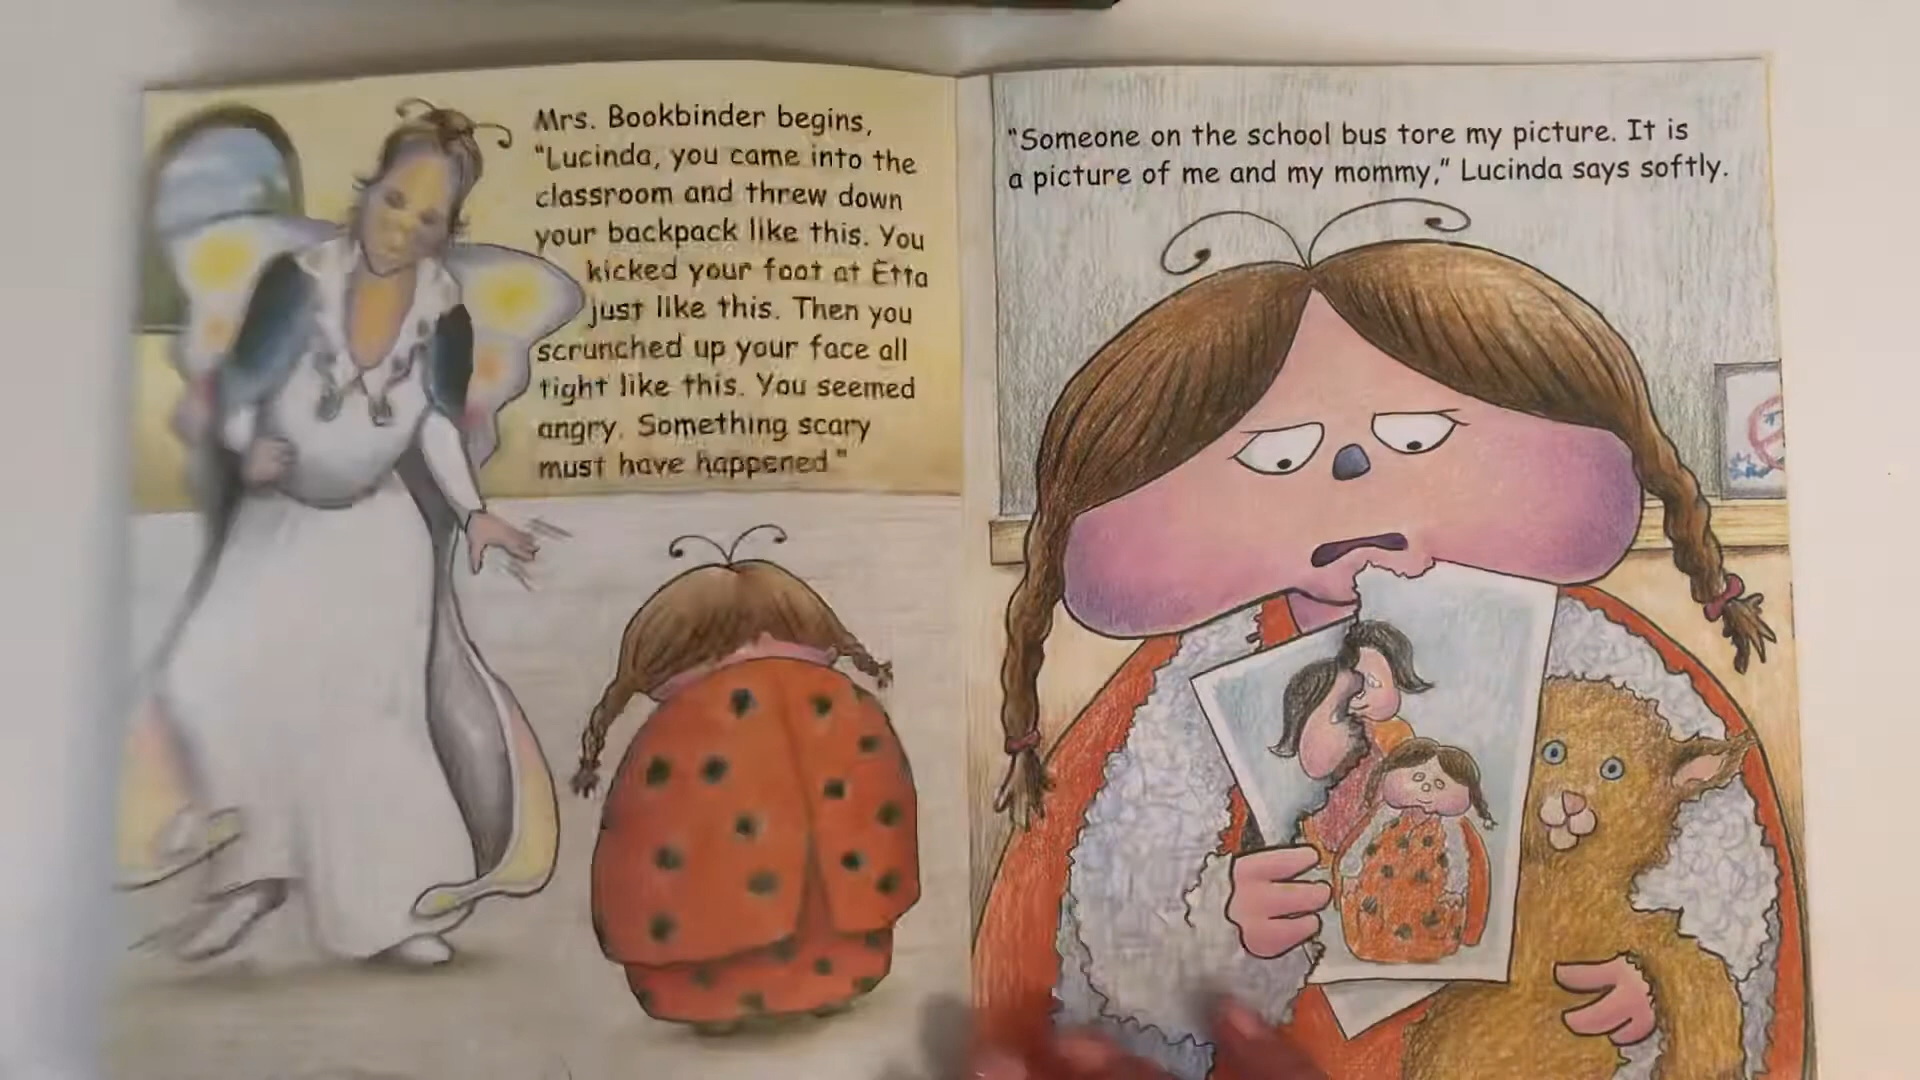 Mrs. Bookbinder begins,
"Lucinda, you came into the
classroom and threw down
your backpack like this. You
kicked your foot at Etta
just like this. Then you
scrunched up your face all
tight like this. You seemed
angry. Something scary
must have happened"
"Someone on the school bus tore my picture. It is
a picture of me and my mommy," Lucinda says softly.